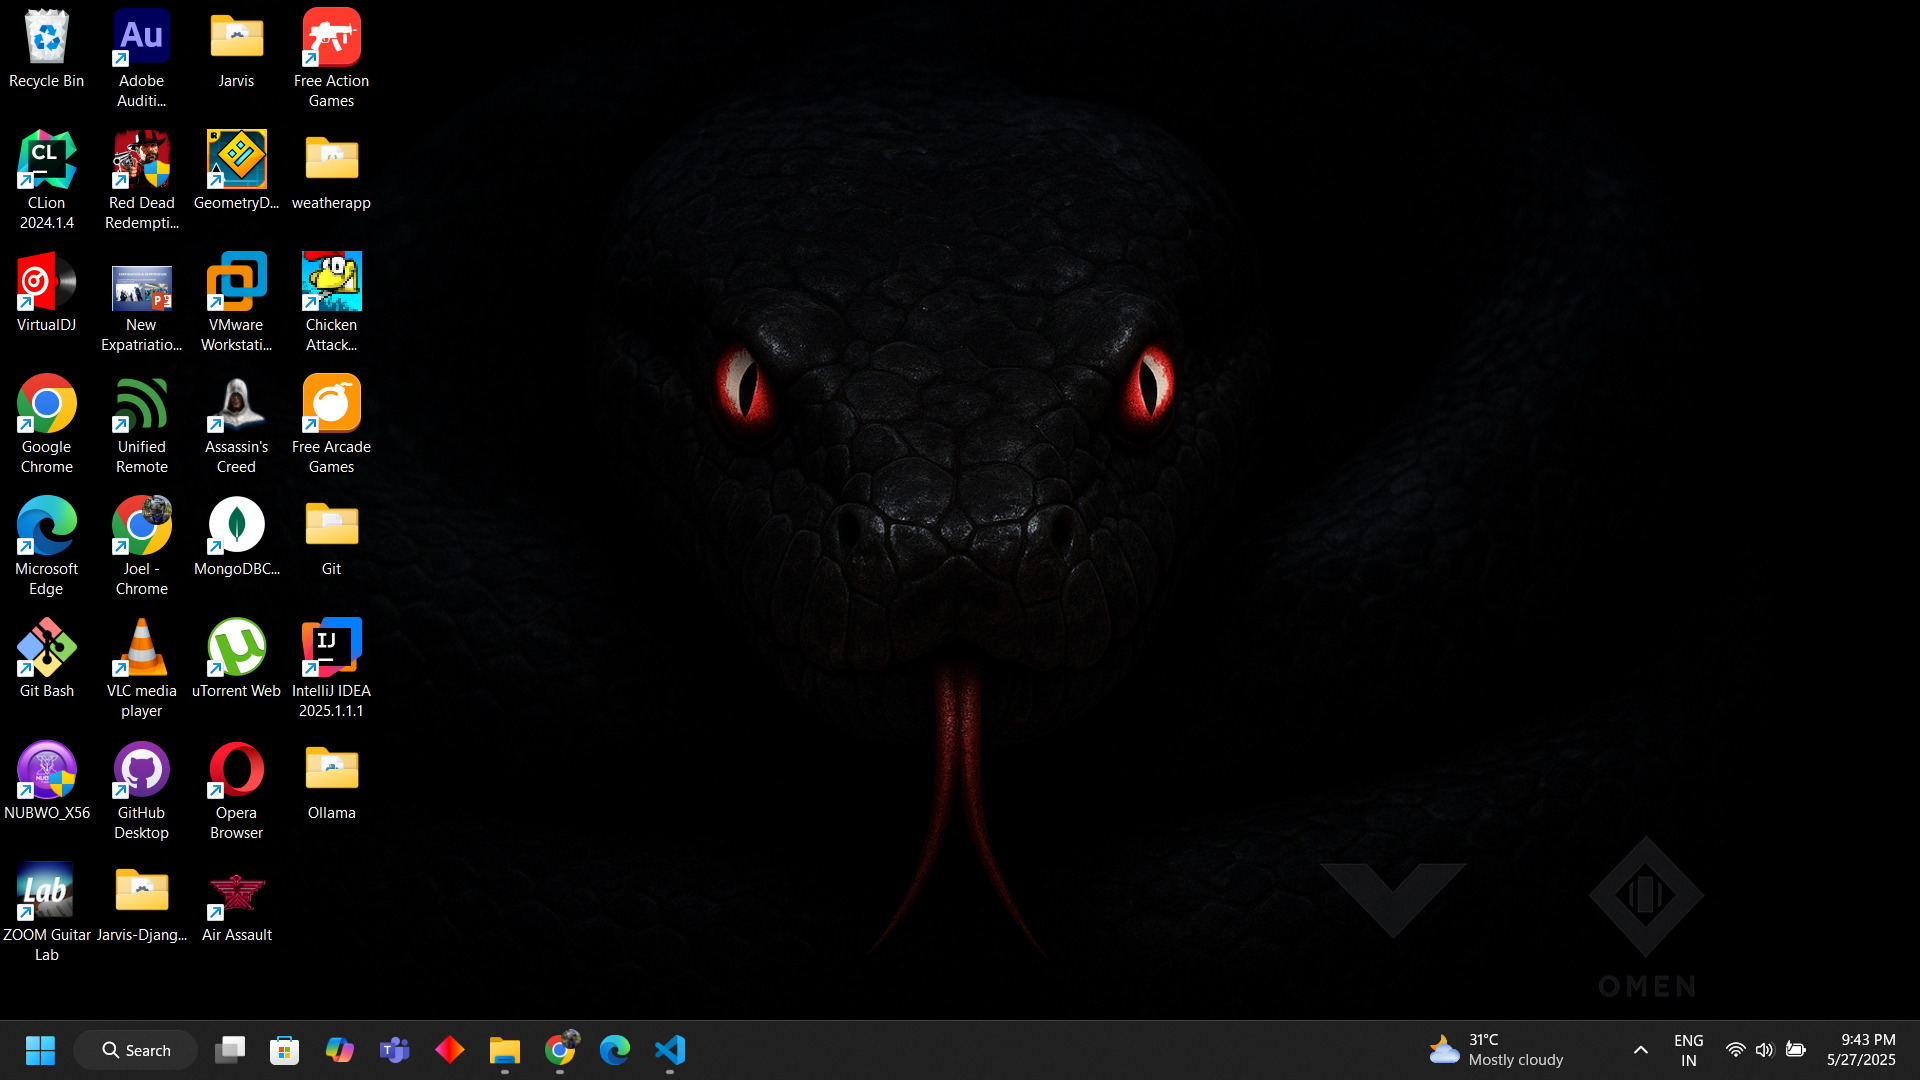 Recycle Bin
Au
Adobe
Auditi...
Jarvis
Free Action
Games
CL
CLion
2024.1.4
Red Dead
Redempti...
GeometryD...
weatherapp
VirtualDJ
New
Expatriatio...
VMware
Workstati...
Chicken
Attack...
Google
Chrome
Unified
Remote
Assassin's
Creed
Free Arcade
Games
Microsoft
Edge
Joel -
Chrome
MongoDBC...
Git
Git Bash
VLC media
player
uTorrent Web
IJ
IntelliJ IDEA
2025.1.1.1
NUBWO_X56
GitHub
Desktop
Opera
Browser
Ollama
Lab
ZOOM Guitar
Lab
Jarvis-Djang...
Air Assault
OMEN
Search
31°C
Mostly cloudy
ENG
IN
9:43 PM
5/27/2025